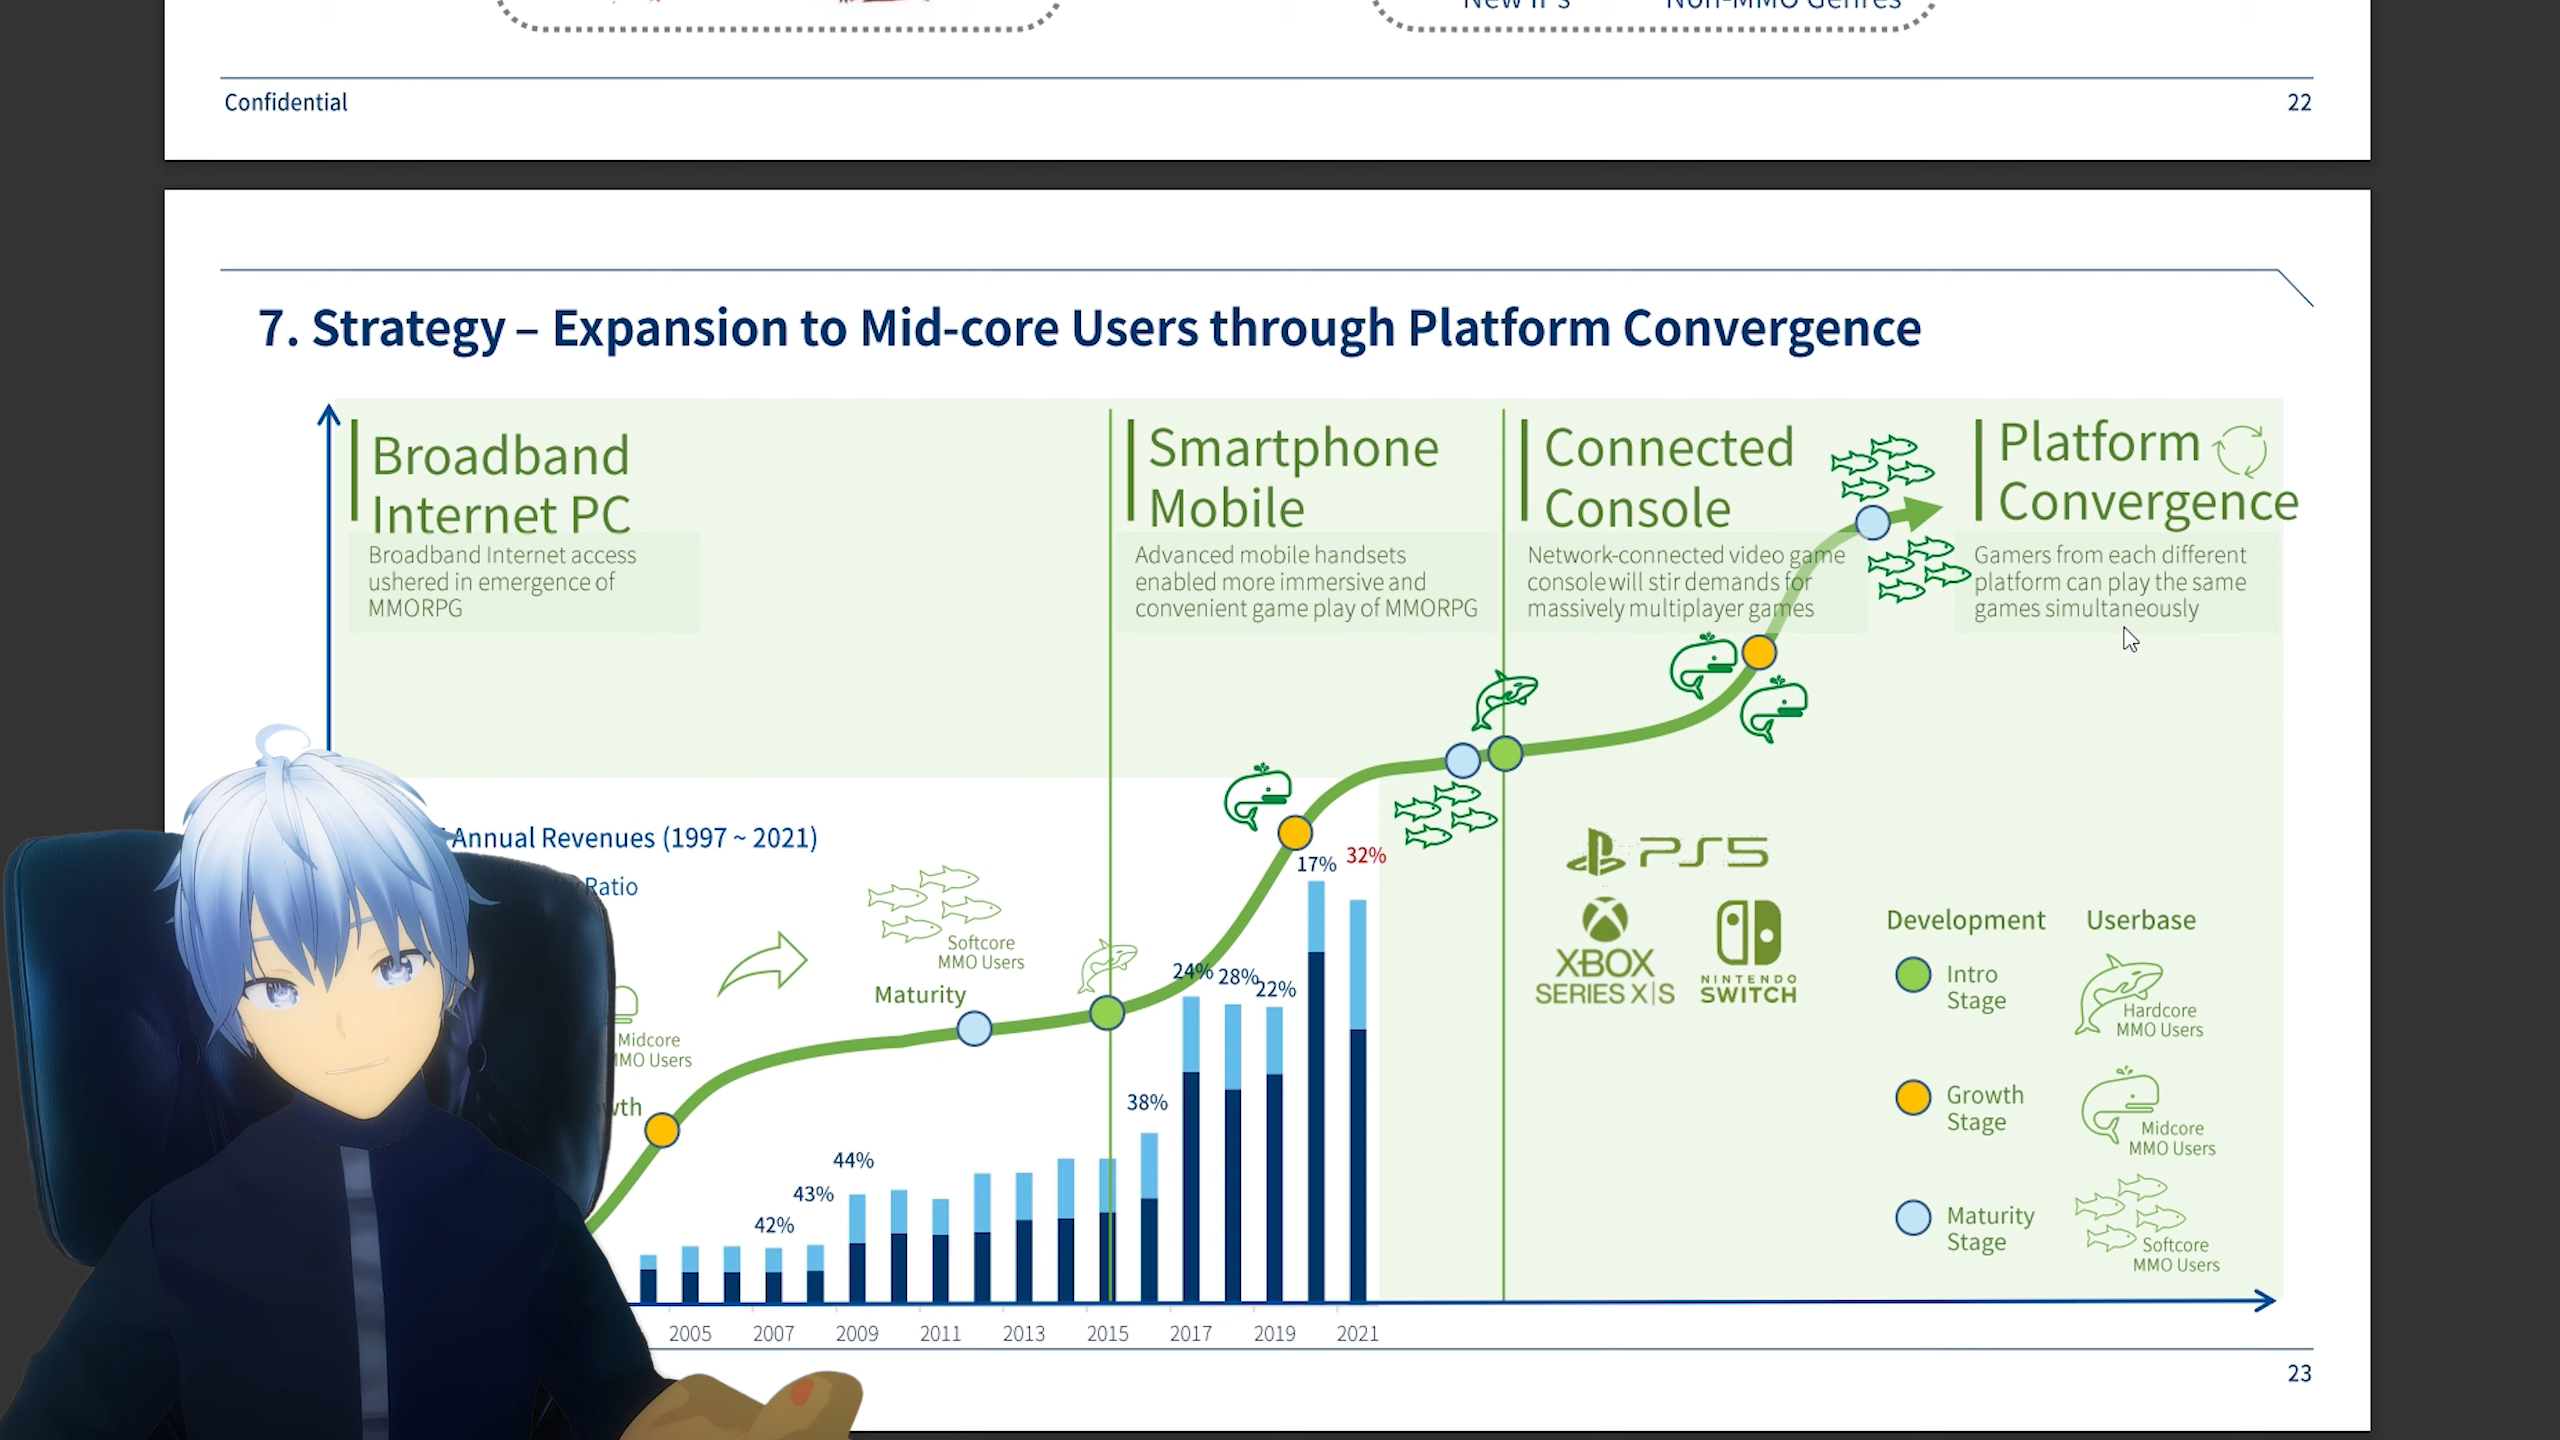 Confidential
22
7. Strategy – Expansion to Mid-core Users through Platform Convergence
Broadband
Internet PC
Broadband Internet access
ushered in emergence of
MMORPG
Smartphone
Mobile
Advanced mobile handsets
enabled more immersive and
convenient game play of MMORPG
Connected
Console
Network-connected video game
console will stir demands for
massively multiplayer games
Platform
Convergence
Gamers from each different
platform can play the same
games simultaneously
Annual Revenues (1997 ~ 2021)
Ratio
Midcore
MMO Users
Softcore
MMO Users
Maturity
42%
43%
44%
38%
24%
28%
22%
17%
32%
PS5
XBOX
SERIES X|S
NINTENDO
SWITCH
Development
Userbase
Intro
Stage
Hardcore
MMO Users
Growth
Stage
Midcore
MMO Users
Maturity
Stage
Softcore
MMO Users
2005
2007
2009
2011
2013
2015
2017
2019
2021
23